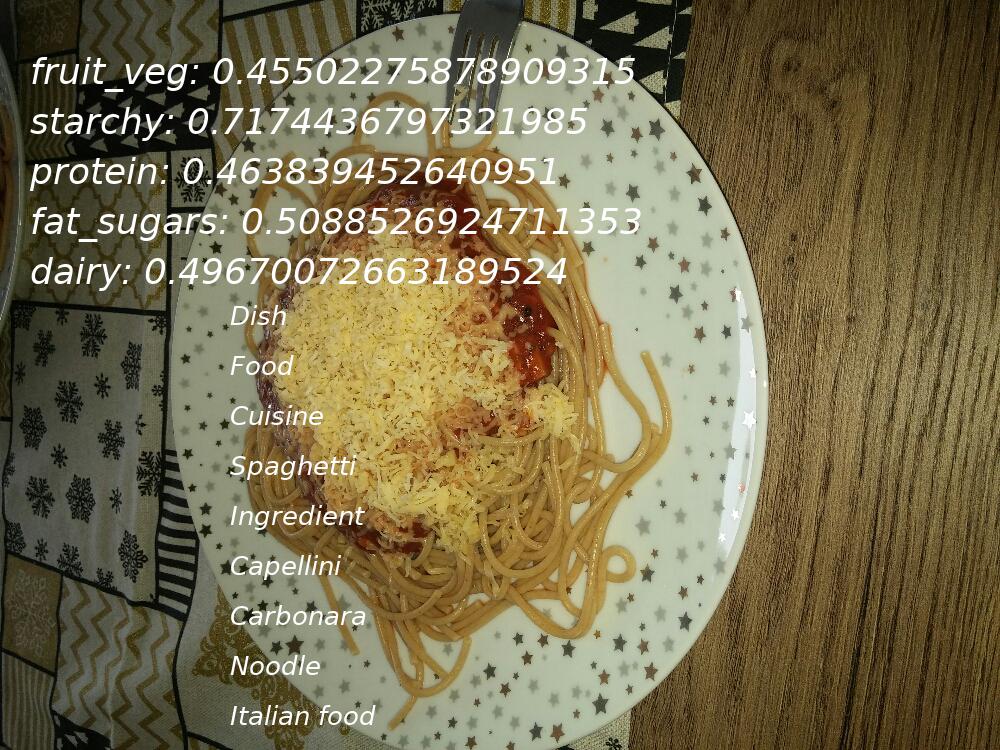 fruit_veg: 0.45502275878909315
starchy: 0.7174436797321985
protein: 0.463839452640951
fat_sugars: 0.5088526924711353
dairy: 0.49670072663189524
Dish
Food
Cuisine
Spaghetti
Ingredient
Capellini
Carbonara
Noodle
Italian food